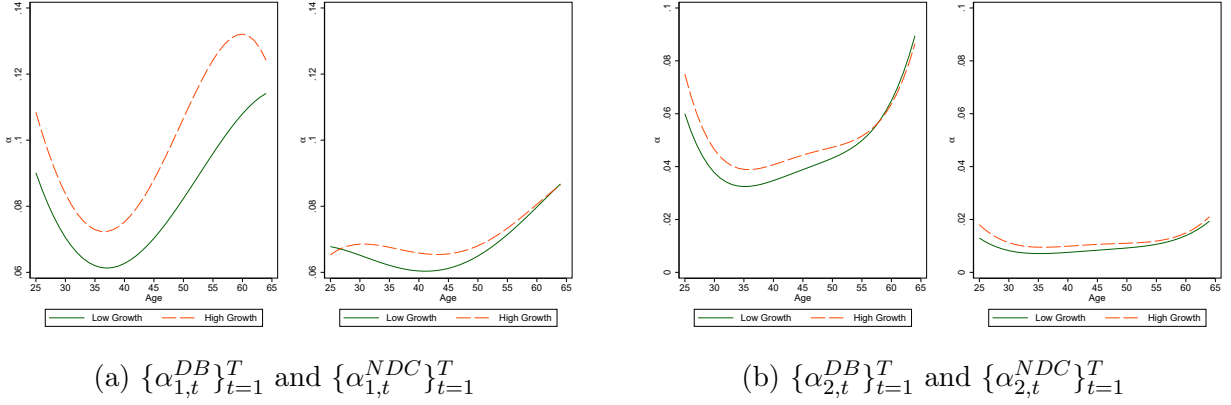 .14
.12
.1
.08
.06
α
25 30 35 40 45 50 55 60 65
Age
Low Growth High Growth
.14
.12
.1
.08
.06
α
25 30 35 40 45 50 55 60 65
Age
Low Growth High Growth
(a) {α_{1,t}^{DB}}_{t=1}^{T} and {α_{1,t}^{NDC}}_{t=1}^{T}
.1
.08
.06
.04
.02
0
α
25 30 35 40 45 50 55 60 65
Age
Low Growth High Growth
.1
.08
.06
.04
.02
0
α
25 30 35 40 45 50 55 60 65
Age
Low Growth High Growth
(b) {α_{2,t}^{DB}}_{t=1}^{T} and {α_{2,t}^{NDC}}_{t=1}^{T}